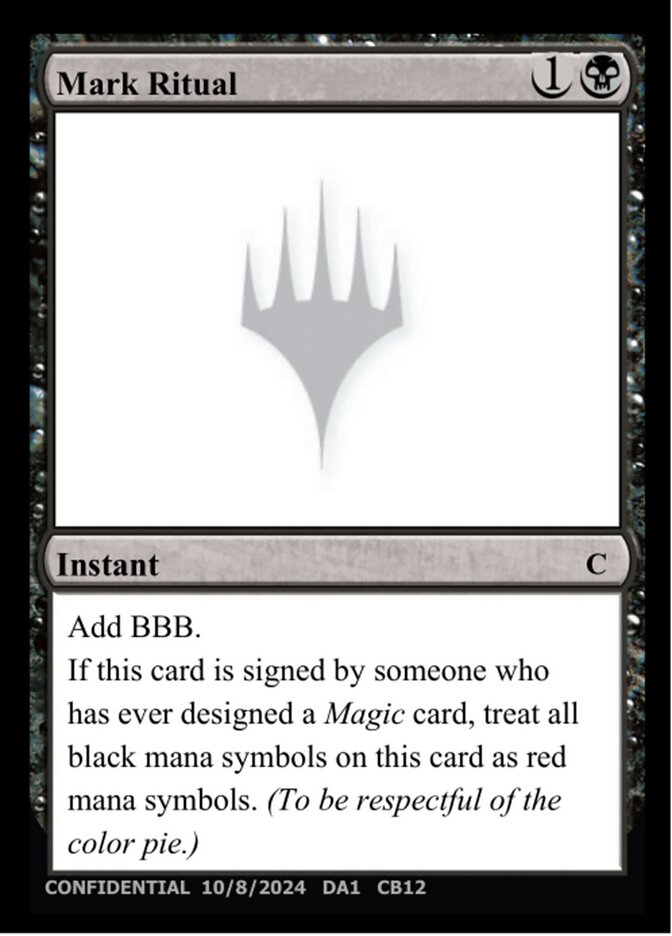 Mark Ritual 1
Instant C
Add BBB.
If this card is signed by someone who
has ever designed a Magic card, treat all
black mana symbols on this card as red
mana symbols. (To be respectful of the
color pie.)
CONFIDENTIAL 10/8/2024 DA1 CB12